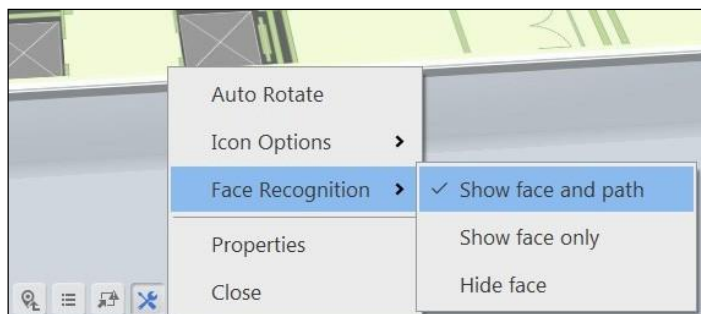 Auto Rotate
Icon Options
Face Recognition
Show face and path
Show face only
Hide face
Properties
Close